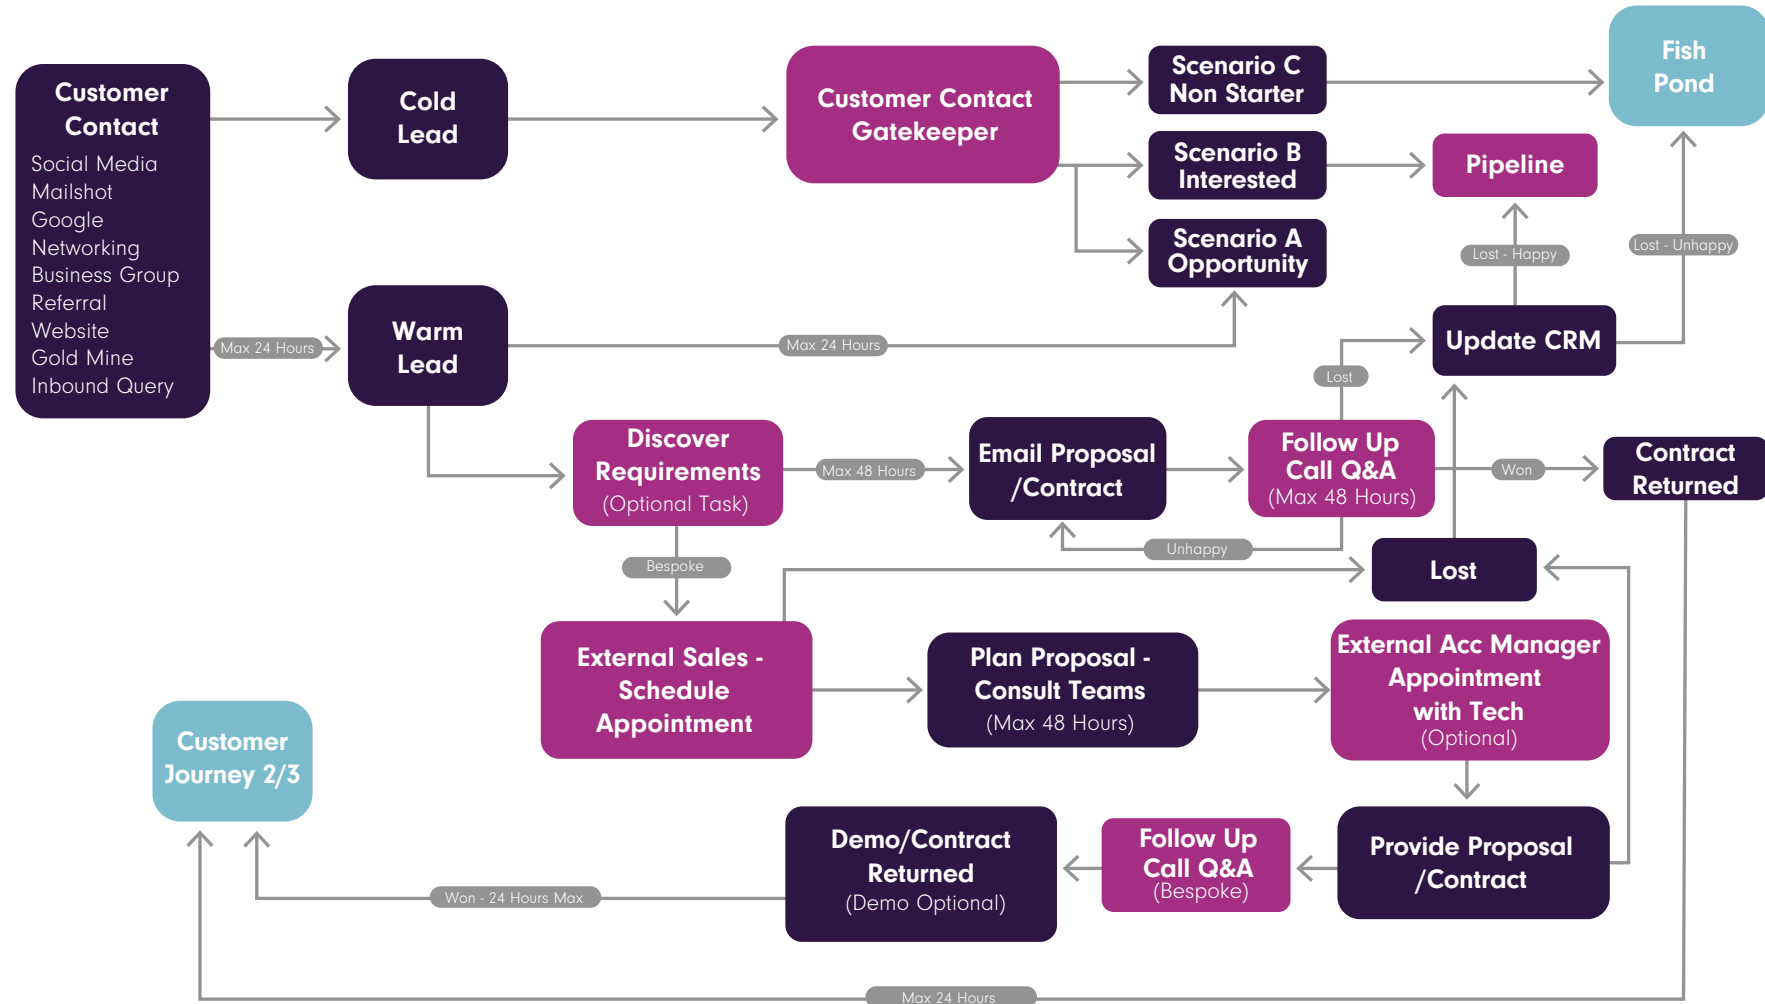 Customer
Contact
Social Media
Mailshot
Google
Networking
Business Group
Referral
Website
Gold Mine
Inbound Query
Cold
Lead
Customer Contact
Gatekeeper
Scenario C
Non Starter
Fish
Pond
Scenario B
Interested
Pipeline
Scenario A
Opportunity
Lost - Happy
Lost - Unhappy
Max 24 Hours
Warm
Lead
Max 24 Hours
Update CRM
Lost
Discover
Requirements
(Optional Task)
Max 48 Hours
Email Proposal
/Contract
Follow Up
Call Q&A
(Max 48 Hours)
Won
Contract
Returned
Unhappy
Bespoke
Lost
External Sales -
Schedule
Appointment
Plan Proposal -
Consult Teams
(Max 48 Hours)
External Acc Manager
Appointment
with Tech
(Optional)
Customer
Journey 2/3
Demo/Contract
Returned
(Demo Optional)
Follow Up
Call Q&A
(Bespoke)
Provide Proposal
/Contract
Won - 24 Hours Max
Max 24 Hours